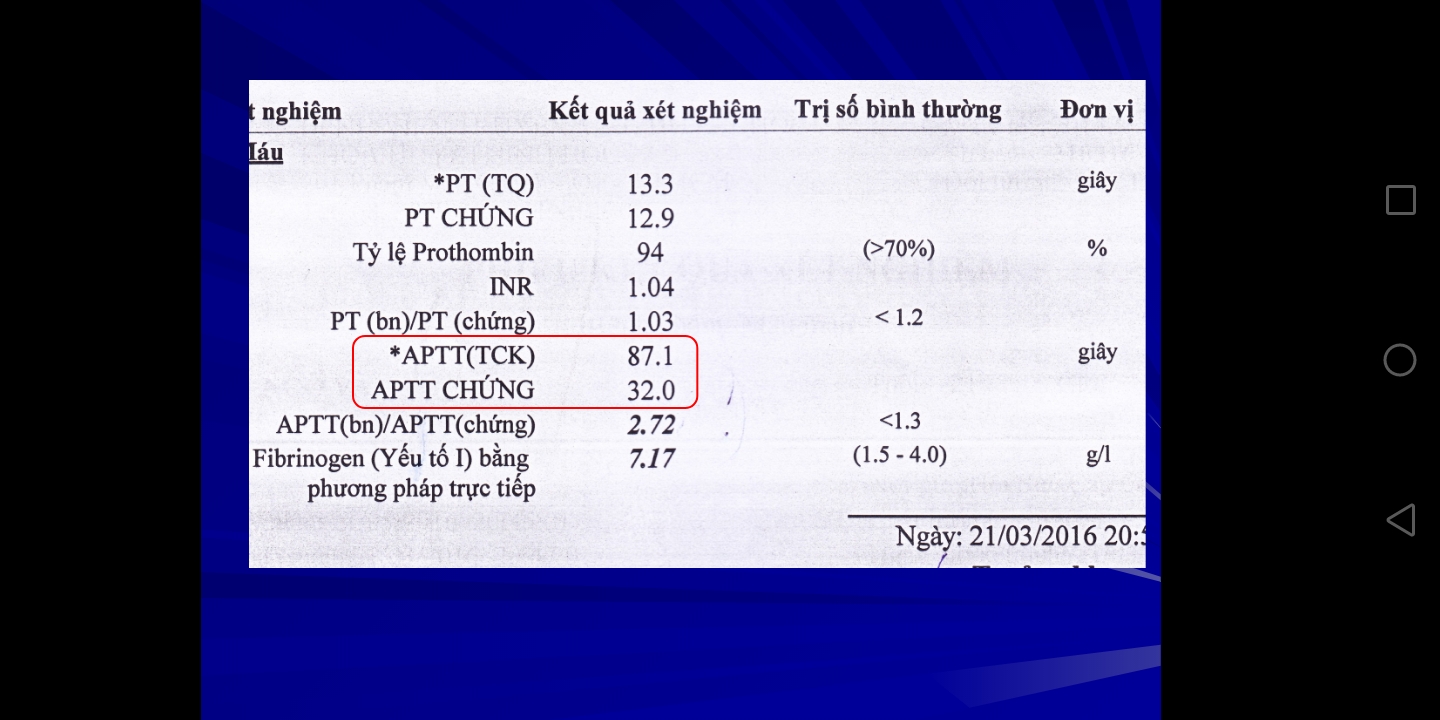 t nghiệm Kết quả xét nghiệm Trị số bình thường Đơn vị
Máu
*PT (TQ) 13.3 giây
PT CHỨNG 12.9
Tỷ lệ Prothombin 94 (>70%) %
INR 1.04
PT (bn)/PT (chứng) 1.03 < 1.2
*APTT(TCK) 87.1 giây
APTT CHỨNG 32.0
APTT(bn)/APTT(chứng) 2.72 <1.3
Fibrinogen (Yếu tố I) bằng 7.17 (1.5 - 4.0) g/l
phương pháp trực tiếp
Ngày: 21/03/2016 20:5